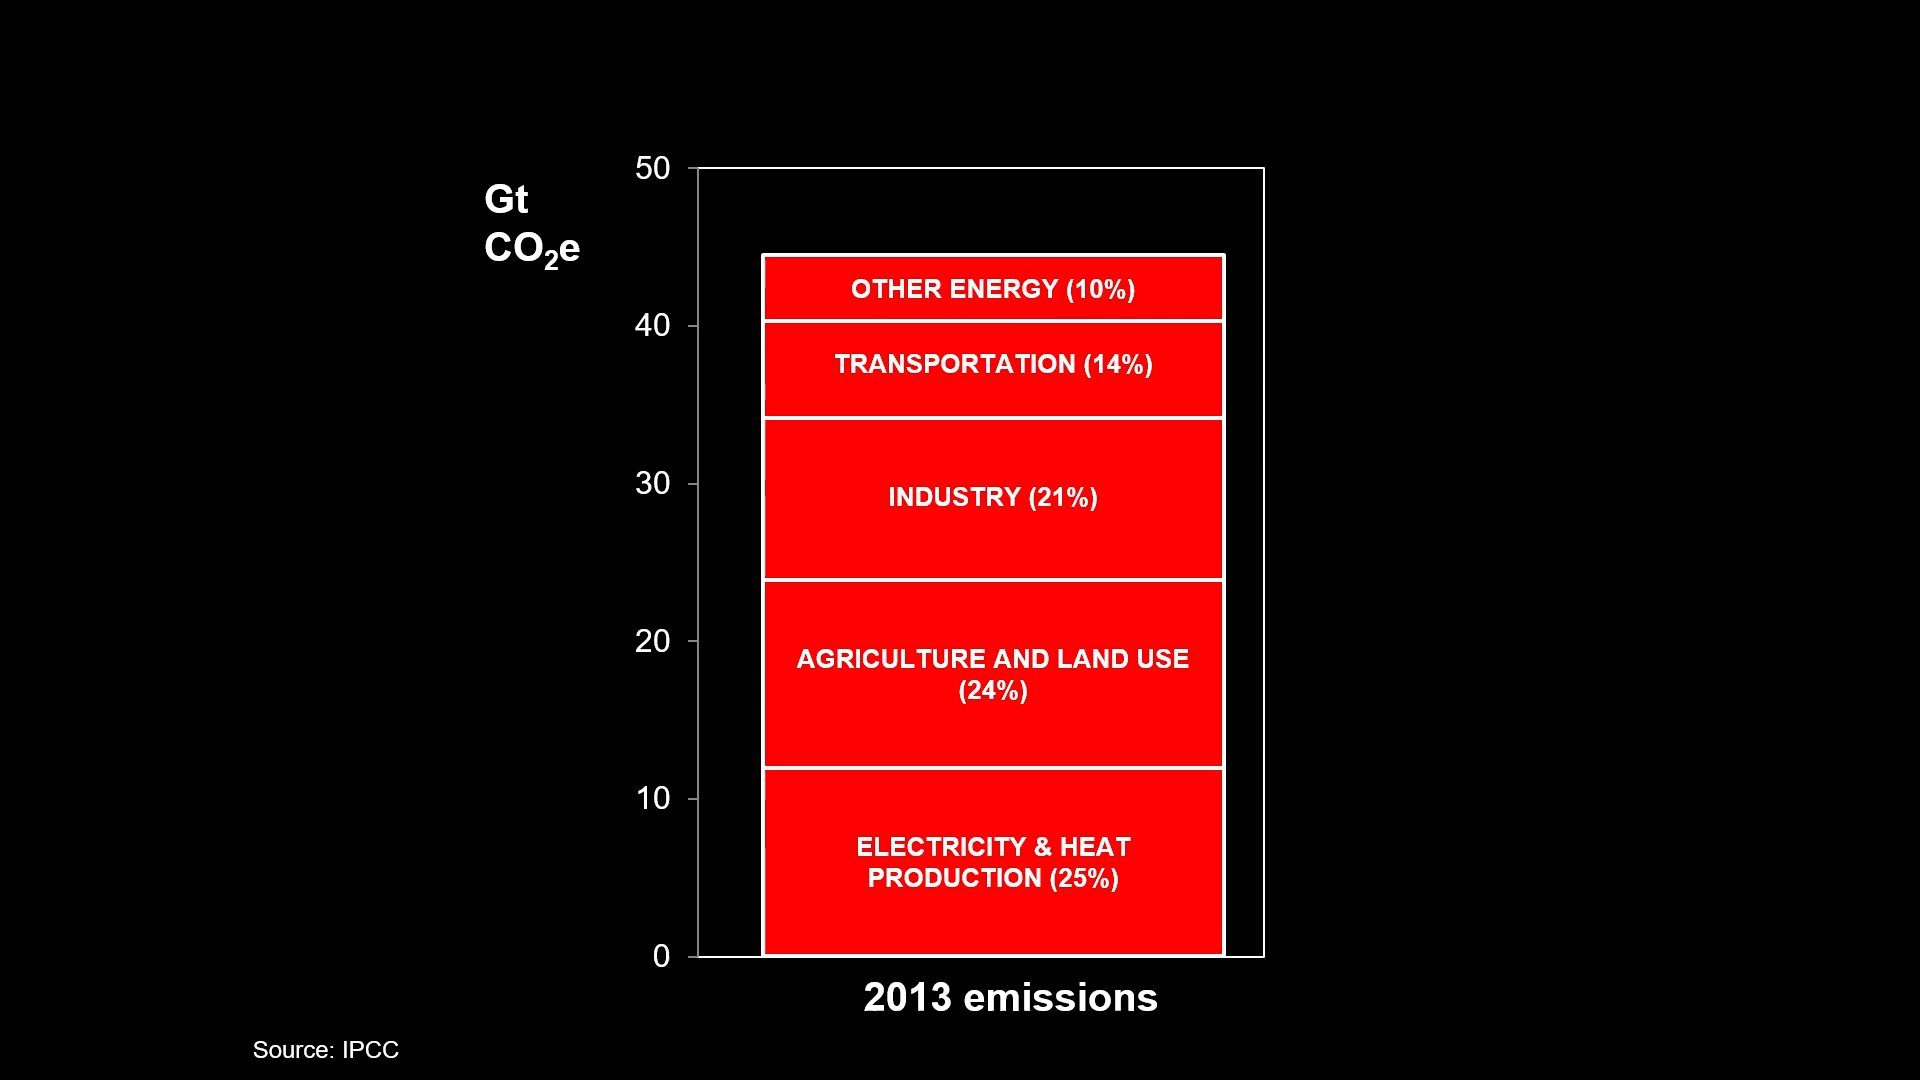 Gt
CO₂e
50
40
30
20
10
0
OTHER ENERGY (10%)
TRANSPORTATION (14%)
INDUSTRY (21%)
AGRICULTURE AND LAND USE
(24%)
ELECTRICITY & HEAT
PRODUCTION (25%)
2013 emissions
Source: IPCC